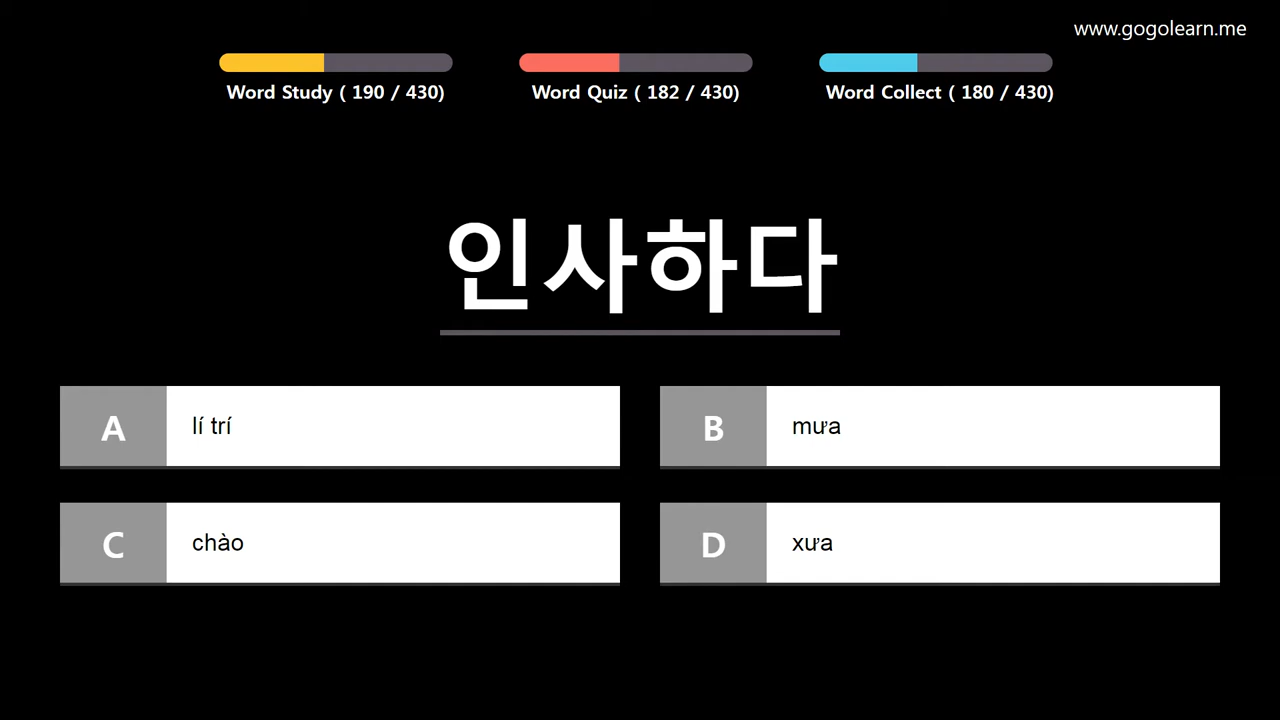 www.gogolearn.me
Word Study ( 190 / 430)
Word Quiz ( 182 / 430)
Word Collect ( 180 / 430)
인사하다
A lí trí
B mưa
C chào
D xưa